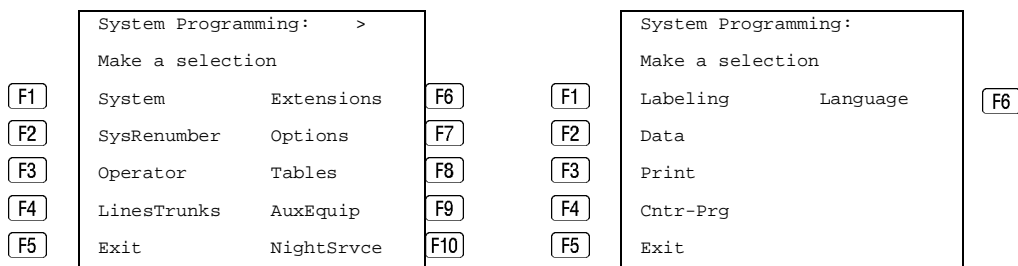 System Programming: >
Make a selection
F1 System Extensions F6
F2 SysRenumber Options F7
F3 Operator Tables F8
F4 LinesTrunks AuxEquip F9
F5 Exit NightSrvce F10
System Programming:
Make a selection
F1 Labeling Language F6
F2 Data
F3 Print
F4 Cntr-Prg
F5 Exit